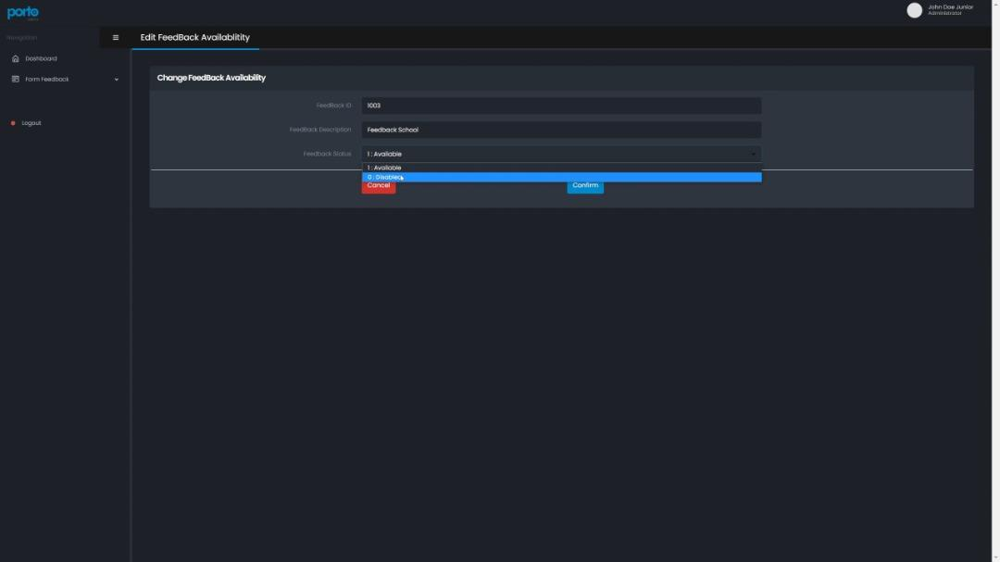 porto
John Doe Junior
Administrator
Navigation
Edit FeedBack Availablitity
Dashboard
Form Feedback
Logout
Change FeedBack Availability
FeedBack ID
1003
FeedBack Description
Feedback School
Feedback Status
1 : Available
1 : Available
0 : Disabled
Cancel
Confirm